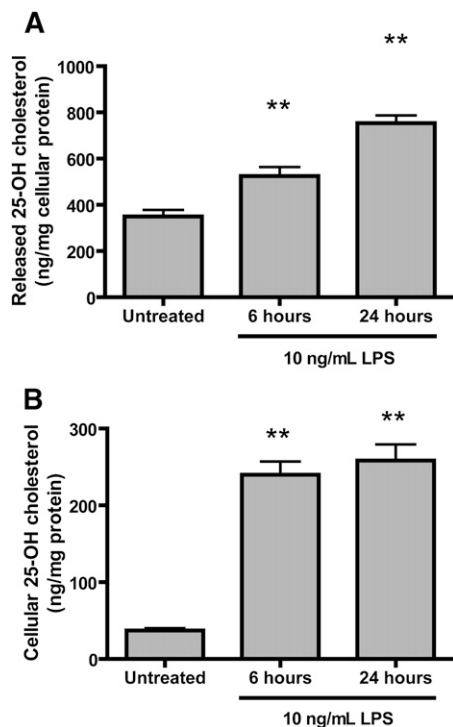 A
Released 25-OH cholesterol
(ng/mg cellular protein)
1000
800
600
400
200
0
**
**
Untreated
6 hours
24 hours
10 ng/mL LPS
B
Cellular 25-OH cholesterol
(ng/mg protein)
300
200
100
0
**
**
Untreated
6 hours
24 hours
10 ng/mL LPS